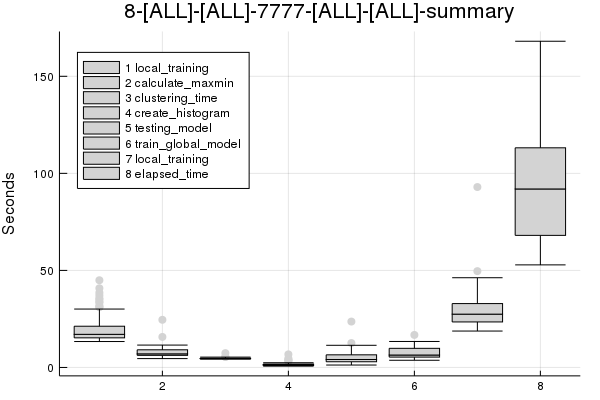 8-[ALL]-[ALL]-7777-[ALL]-[ALL]-summary
Seconds
150
100
50
0
1 local_training
2 calculate_maxmin
3 clustering_time
4 create_histogram
5 testing_model
6 train_global_model
7 local_training
8 elapsed_time
2
4
6
8